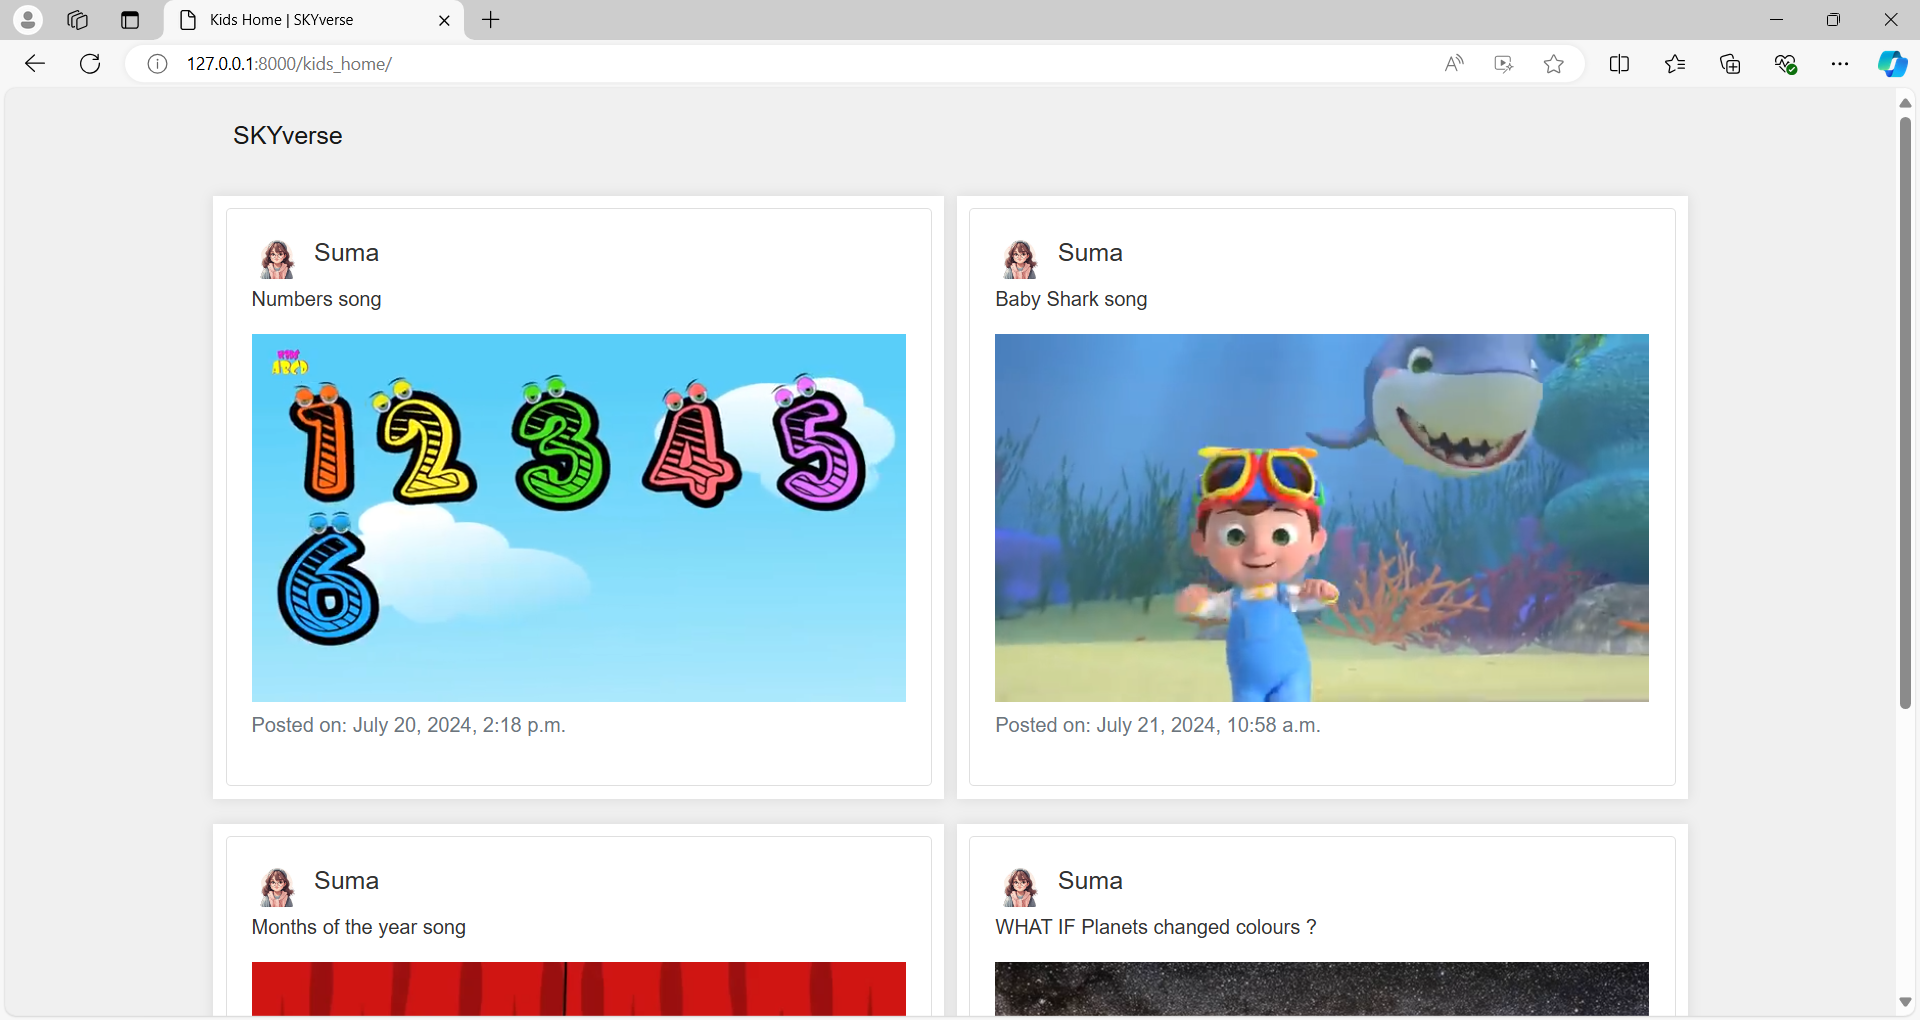 Kids Home | SKYverse
127.0.0.1:8000/kids_home/
SKYverse
Suma
Numbers song
KIDS
ABCD
1 2 3 4 5
6
Posted on: July 20, 2024, 2:18 p.m.
Suma
Baby Shark song
Posted on: July 21, 2024, 10:58 a.m.
Suma
Months of the year song
Suma
WHAT IF Planets changed colours ?